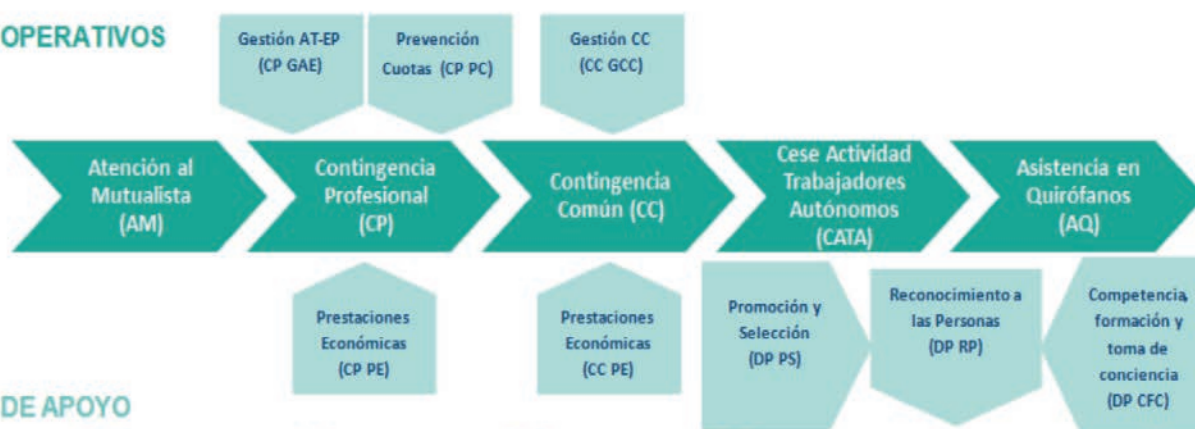 OPERATIVOS
Gestión AT-EP
(CP GAE)
Prevención
Cuotas (CP PC)
Gestión CC
(CC GCC)
Atención al
Mutualista
(AM)
Contingencia
Profesional
(CP)
Contingencia
Común (CC)
Cese Actividad
Trabajadores
Autónomos
(CATA)
Asistencia en
Quirófanos
(AQ)
Prestaciones
Económicas
(CP PE)
Prestaciones
Económicas
(CC PE)
Promoción y
Selección
(DP PS)
Reconocimiento a
las Personas
(DP RP)
Competencia,
formación y
toma de
conciencia
(DP CFC)
DE APOYO